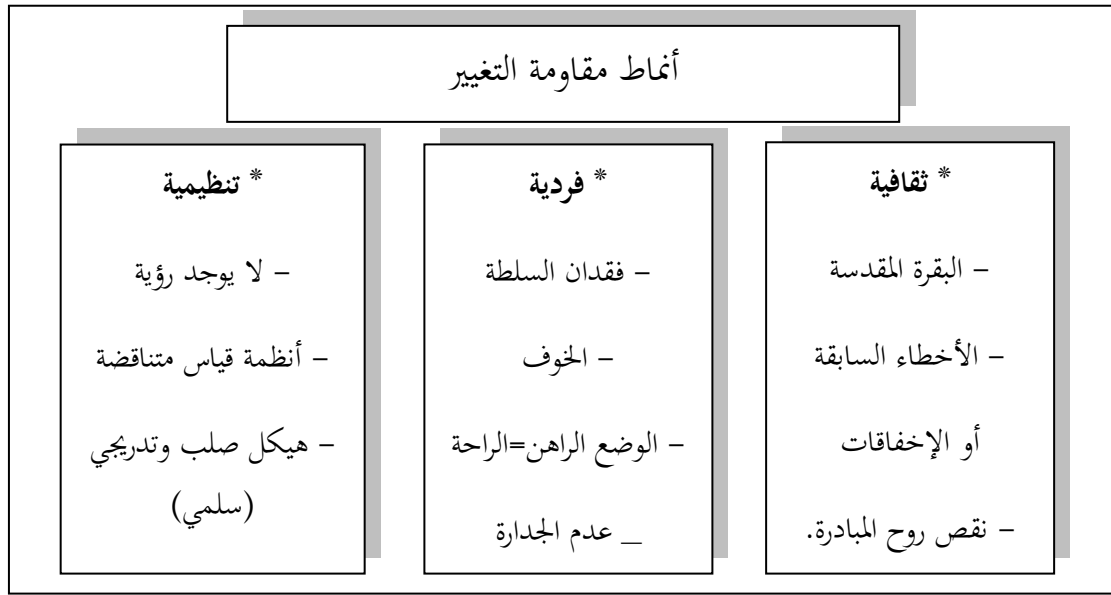 أنماط مقاومة التغيير
* ثقافية
– البقرة المقدسة
– الأخطاء السابقة
أو الإخفاقات
– نقص روح المبادرة.
* فردية
– فقدان السلطة
– الخوف
– الوضع الراهن=الراحة
_ عدم الجدارة
* تنظيمية
– لا يوجد رؤية
– أنظمة قياس متناقضة
– هيكل صلب وتدريجي
(سلمي)